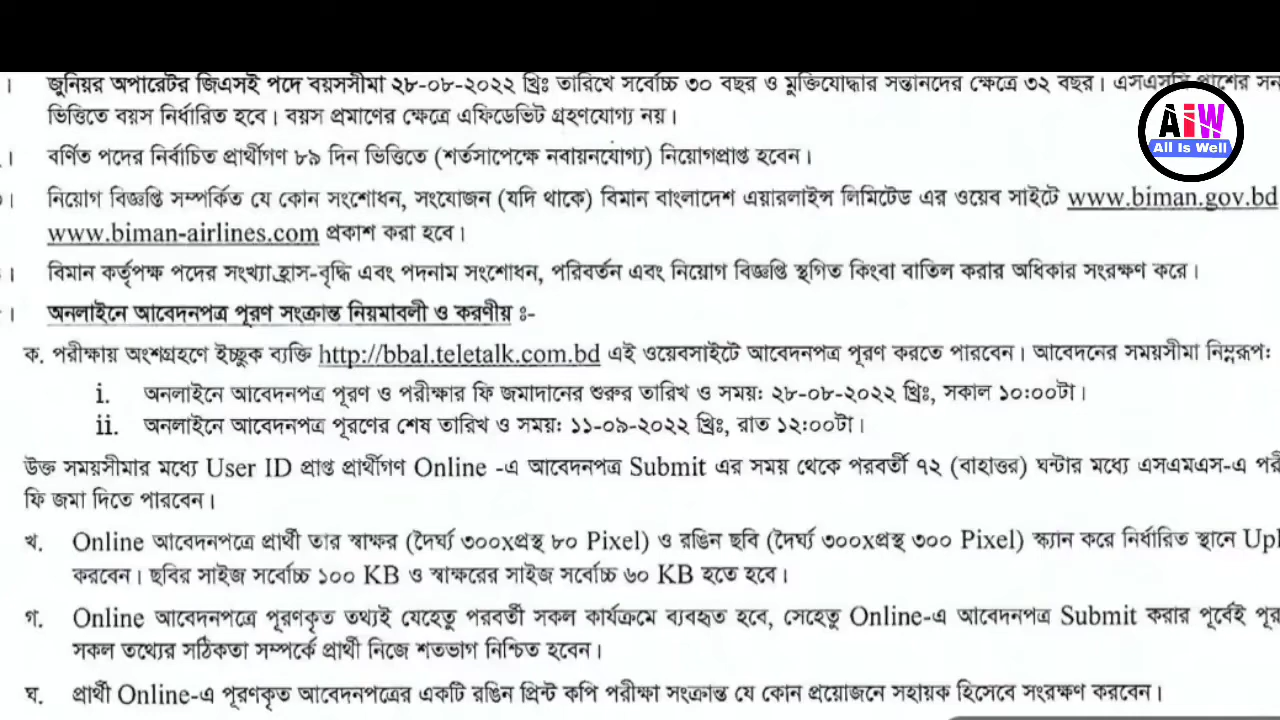 । জুনিয়র অপারেটর জিএসই পদে বয়সসীমা ২৮-০৮-২০২২ খ্রিঃ তারিখে সর্বোচ্চ ৩০ বছর ও মুক্তিযোদ্ধার সন্তানদের ক্ষেত্রে ৩২ বছর।
ভিত্তিতে বয়স নির্ধারিত হবে। বয়স প্রমাণের ক্ষেত্রে এফিডেভিট গ্রহণযোগ্য নয়।
AiW
All Is Well
। বর্ণিত পদের নির্বাচিত প্রার্থীগণ ৮৯ দিন ভিত্তিতে (শর্তসাপেক্ষে নবায়নযোগ্য) নিয়োগপ্রাপ্ত হবেন।
। নিয়োগ বিজ্ঞপ্তি সম্পর্কিত যে কোন সংশোধন, সংযোজন (যদি থাকে) বিমান বাংলাদেশ এয়ারলাইন্স লিমিটেড এর ওয়েব সাইটে www.biman.gov.bd
www.biman-airlines.com প্রকাশ করা হবে।
। বিমান কর্তৃপক্ষ পদের সংখ্যা হ্রাস-বৃদ্ধি এবং পদনাম সংশোধন, পরিবর্তন এবং নিয়োগ বিজ্ঞপ্তি স্থগিত কিংবা বাতিল করার অধিকার সংরক্ষণ করে।
। অনলাইনে আবেদনপত্র পূরণ সংক্রান্ত নিয়মাবলী ও করণীয় ঃ-
ক. পরীক্ষায় অংশগ্রহণে ইচ্ছুক ব্যক্তি http://bbal.teletalk.com.bd এই ওয়েবসাইটে আবেদনপত্র পূরণ করতে পারবেন। আবেদনের সময়সীমা নিম্নরূপঃ
i. অনলাইনে আবেদনপত্র পূরণ ও পরীক্ষার ফি জমাদানের শুরুর তারিখ ও সময়ঃ ২৮-০৮-২০২২ খ্রিঃ, সকাল ১০:০০টা।
ii. অনলাইনে আবেদনপত্র পূরণের শেষ তারিখ ও সময়ঃ ১১-০৯-২০২২ খ্রিঃ, রাত ১২:০০টা।
উক্ত সময়সীমার মধ্যে User ID প্রাপ্ত প্রার্থীগণ Online -এ আবেদনপত্র Submit এর সময় থেকে পরবর্তী ৭২ (বাহাত্তর) ঘন্টার মধ্যে এসএমএস-এ
ফি জমা দিতে পারবেন।
খ. Online আবেদনপত্রে প্রার্থী তার স্বাক্ষর (দৈর্ঘ্য ৩০০xপ্রস্থ ৮০ Pixel) ও রঙিন ছবি (দৈর্ঘ্য ৩০০xপ্রস্থ ৩০০ Pixel) স্ক্যান করে নির্ধারিত স্থানে
করবেন। ছবির সাইজ সর্বোচ্চ ১০০ KB ও স্বাক্ষরের সাইজ সর্বোচ্চ ৬০ KB হতে হবে।
গ. Online আবেদনপত্রে পূরণকৃত তথ্যই যেহেতু পরবর্তী সকল কার্যক্রমে ব্যবহৃত হবে, সেহেতু Online-এ আবেদনপত্র Submit করার পূর্বেই
সকল তথ্যের সঠিকতা সম্পর্কে প্রার্থী নিজে শতভাগ নিশ্চিত হবেন।
ঘ. প্রার্থী Online-এ পূরণকৃত আবেদনপত্রের একটি রঙিন প্রিন্ট কপি পরীক্ষা সংক্রান্ত যে কোন প্রয়োজনে সহায়ক হিসেবে সংরক্ষণ করবেন।